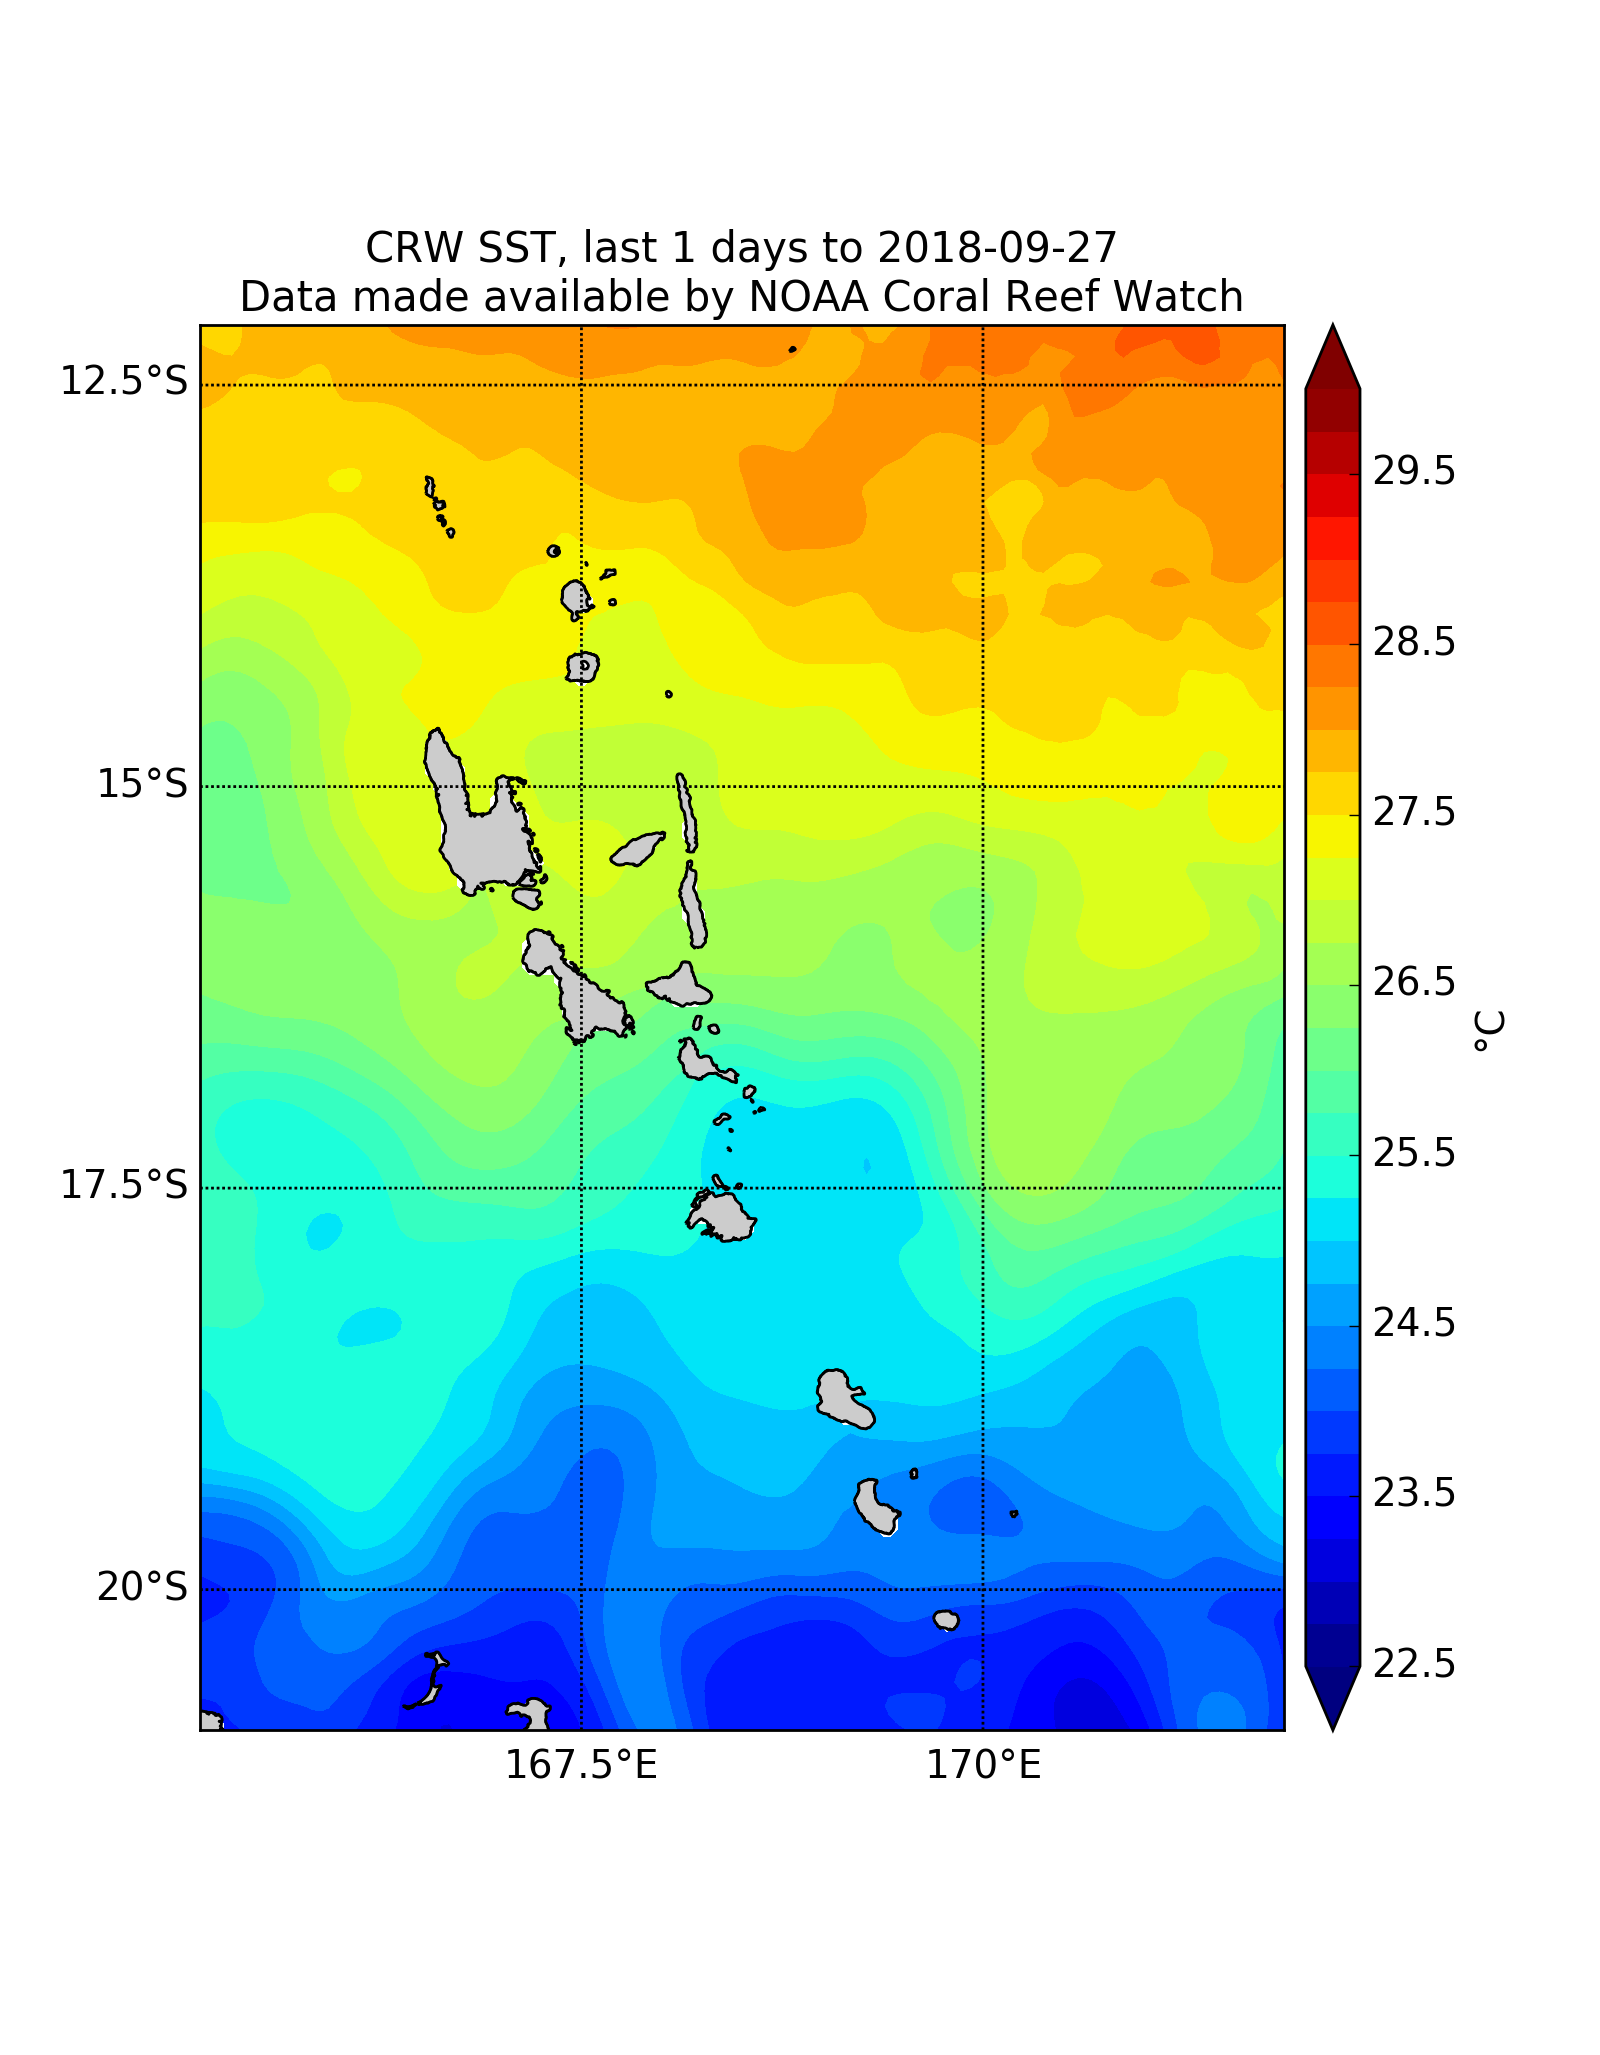 CRW SST, last 1 days to 2018-09-27
Data made available by NOAA Coral Reef Watch
12.5°S
15°S
17.5°S
20°S
167.5°E
170°E
29.5
28.5
27.5
26.5
25.5
24.5
23.5
22.5
°C